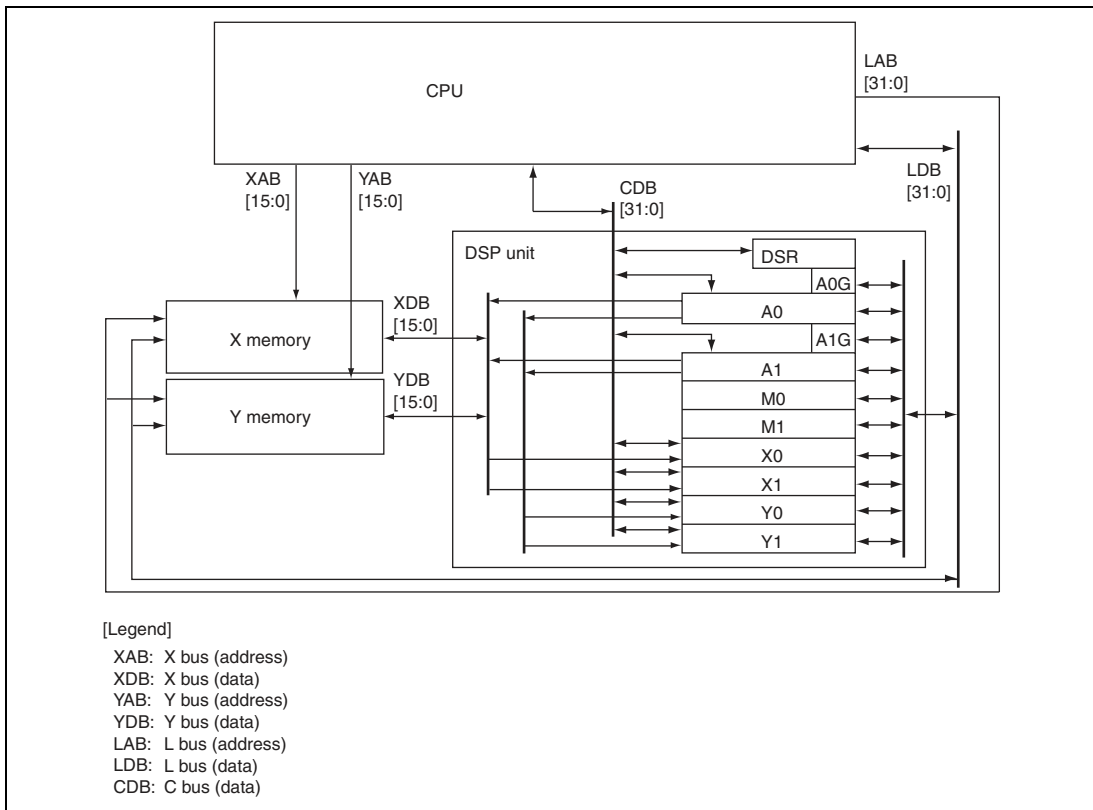 CPU
LAB
[31:0]
XAB
[15:0]
YAB
[15:0]
CDB
[31:0]
LDB
[31:0]
DSP unit
DSR
A0G
A0
A1G
A1
M0
M1
X0
X1
Y0
Y1
XDB
[15:0]
X memory
YDB
[15:0]
Y memory
[Legend]
XAB: X bus (address)
XDB: X bus (data)
YAB: Y bus (address)
YDB: Y bus (data)
LAB: L bus (address)
LDB: L bus (data)
CDB: C bus (data)